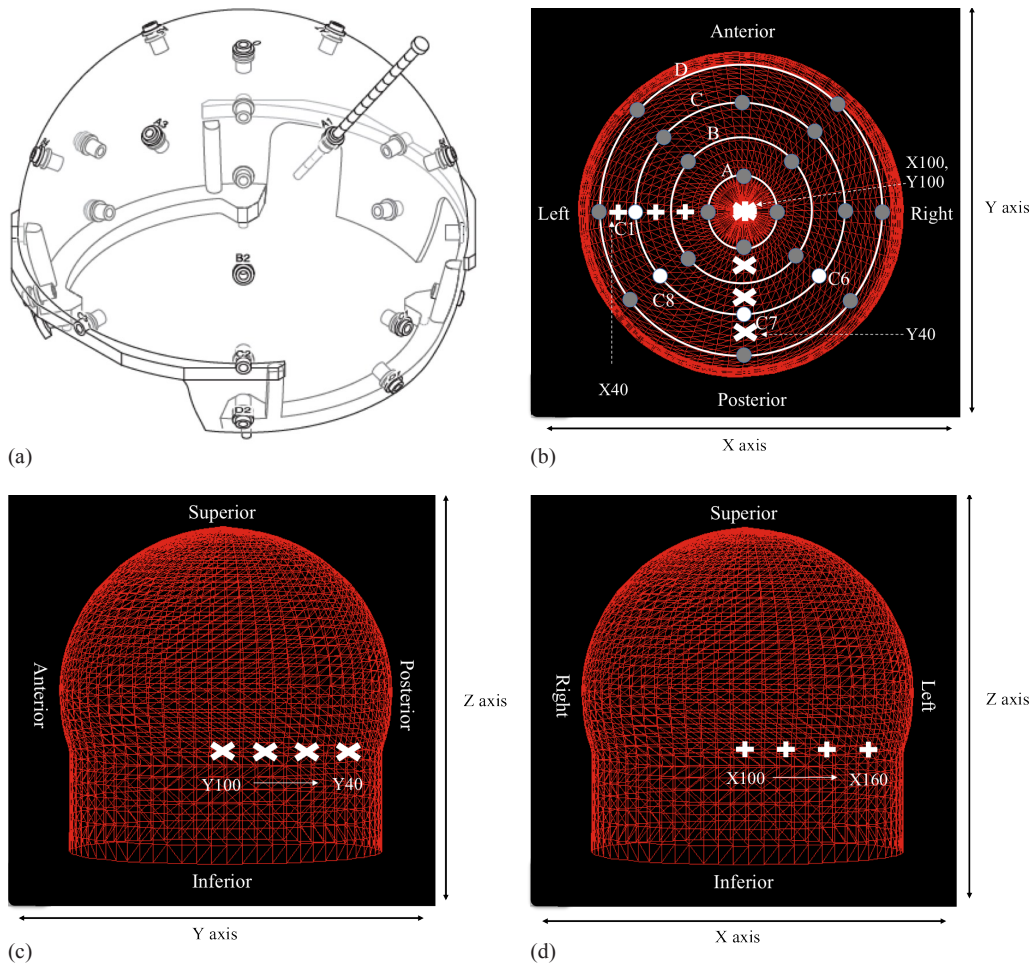 A3
A1
B2
C2
D2
(a)
Anterior
D
C
B
A
X100,
Y100
Left
Right
Y axis
C1
C8
C6
C7
Y40
X40
Posterior
X axis
(b)
Superior
Anterior
Posterior
Z axis
Y100
Y40
Inferior
Y axis
(c)
Superior
Right
Left
Z axis
X100
X160
Inferior
X axis
(d)